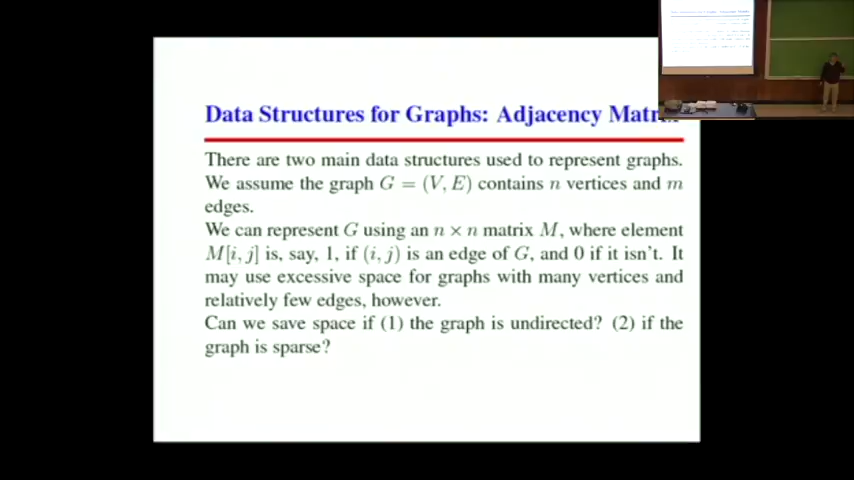 Data Structures for Graphs: Adjacency Matrix
There are two main data structures used to represent graphs.
We assume the graph G = (V, E) contains n vertices and m
edges.
We can represent G using an n × n matrix M, where element
M[i, j] is, say, 1, if (i, j) is an edge of G, and 0 if it isn't. It
may use excessive space for graphs with many vertices and
relatively few edges, however.
Can we save space if (1) the graph is undirected? (2) if the
graph is sparse?